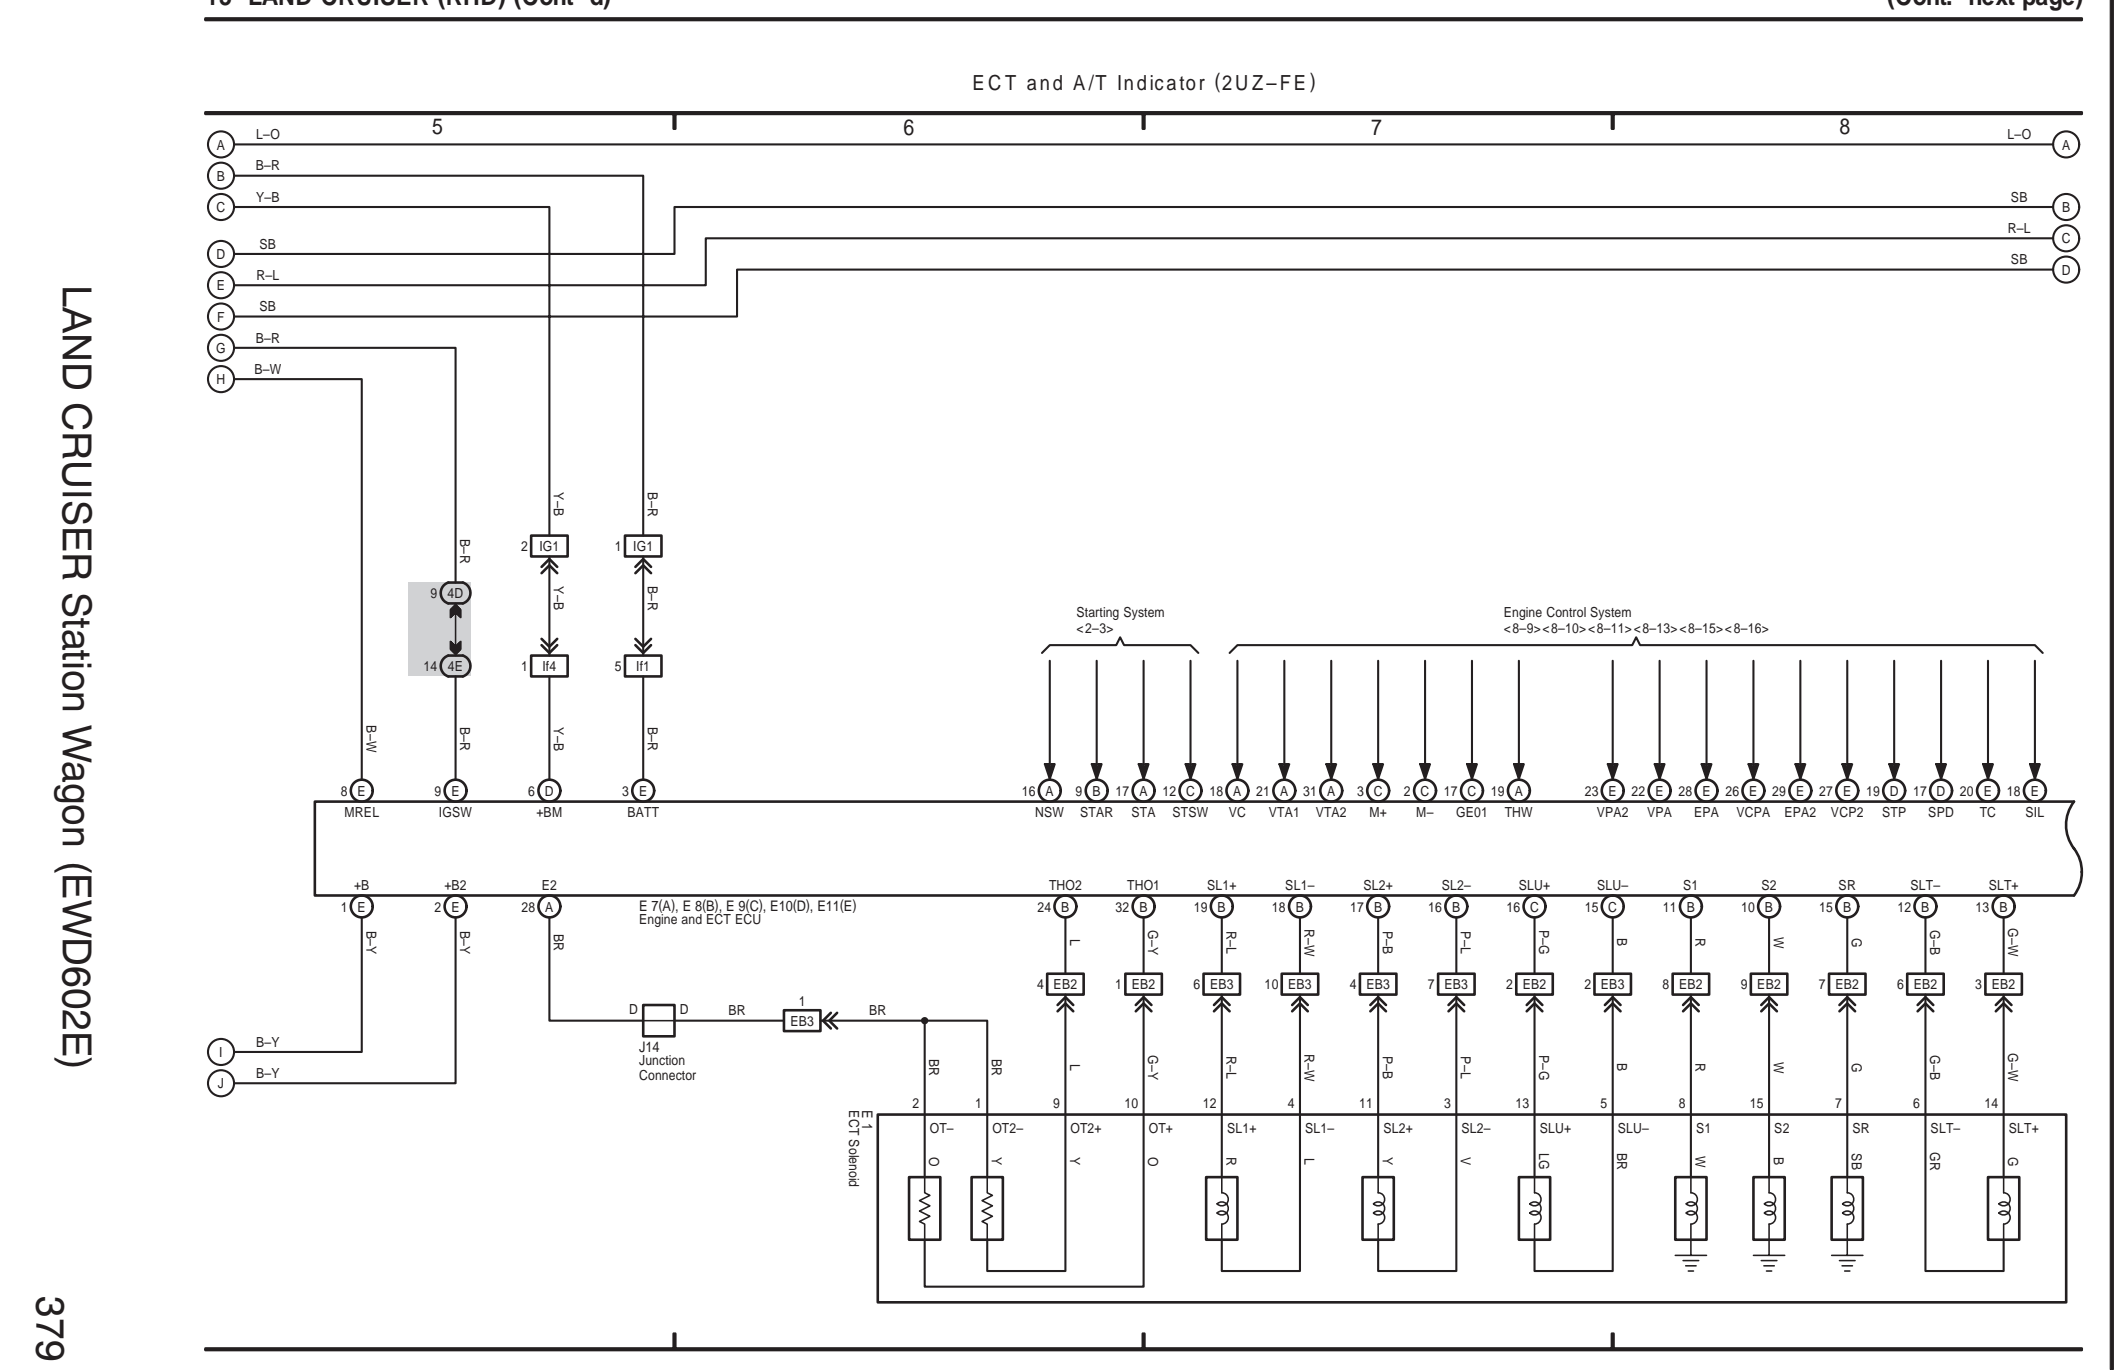 15 LAND CRUISER (RHD) (Cont' d)
(Cont. next page)
ECT and A/T Indicator (2UZ–FE)
5 6 7 8
A L–O L–O A
B B–R
C Y–B SB B
R–L C
D SB SB D
E R–L
F SB
G B–R
H B–W
Y–B B–R
B–R 2 IG1 1 IG1
9 4D Y–B B–R
14 4E 1 If4 5 If1
B–W B–R Y–B B–R
Starting System
<2–3>
Engine Control System
<8–9><8–10><8–11><8–13><8–15><8–16>
8 E 9 E 6 D 3 E 16 A 9 B 17 A 12 C 18 A 21 A 31 A 3 C 2 C 17 C 19 A 23 E 22 E 28 E 26 E 29 E 27 E 19 D 17 D 20 E 18 E
MREL IGSW +BM BATT NSW STAR STA STSW VC VTA1 VTA2 M+ M– GE01 THW VPA2 VPA EPA VCPA EPA2 VCP2 STP SPD TC SIL
+B +B2 E2 THO2 THO1 SL1+ SL1– SL2+ SL2– SLU+ SLU– S1 S2 SR SLT– SLT+
1 E 2 E 28 A 24 B 32 B 19 B 18 B 17 B 16 B 16 C 15 C 11 B 10 B 15 B 12 B 13 B
E 7(A), E 8(B), E 9(C), E10(D), E11(E)
Engine and ECT ECU
B–Y B–Y BR L G–Y R–L R–W P–B P–L P–G B R W G G–B G–W
4 EB2 1 EB2 6 EB3 10 EB3 4 EB3 7 EB3 2 EB2 2 EB3 8 EB2 9 EB2 7 EB2 6 EB2 3 EB2
D D BR 1 EB3 BR
J14
Junction
Connector
I B–Y
J B–Y
BR BR L G–Y R–L R–W P–B P–L P–G B R W G G–B G–W
2 1 9 10 12 4 11 3 13 5 8 15 7 6 14
E 1
ECT Solenoid
OT– OT2– OT2+ OT+ SL1+ SL1– SL2+ SL2– SLU+ SLU– S1 S2 SR SLT– SLT+
O Y Y O R L Y V LG BR W B SB GR G
LAND CRUISER Station Wagon (EWD602E)
379